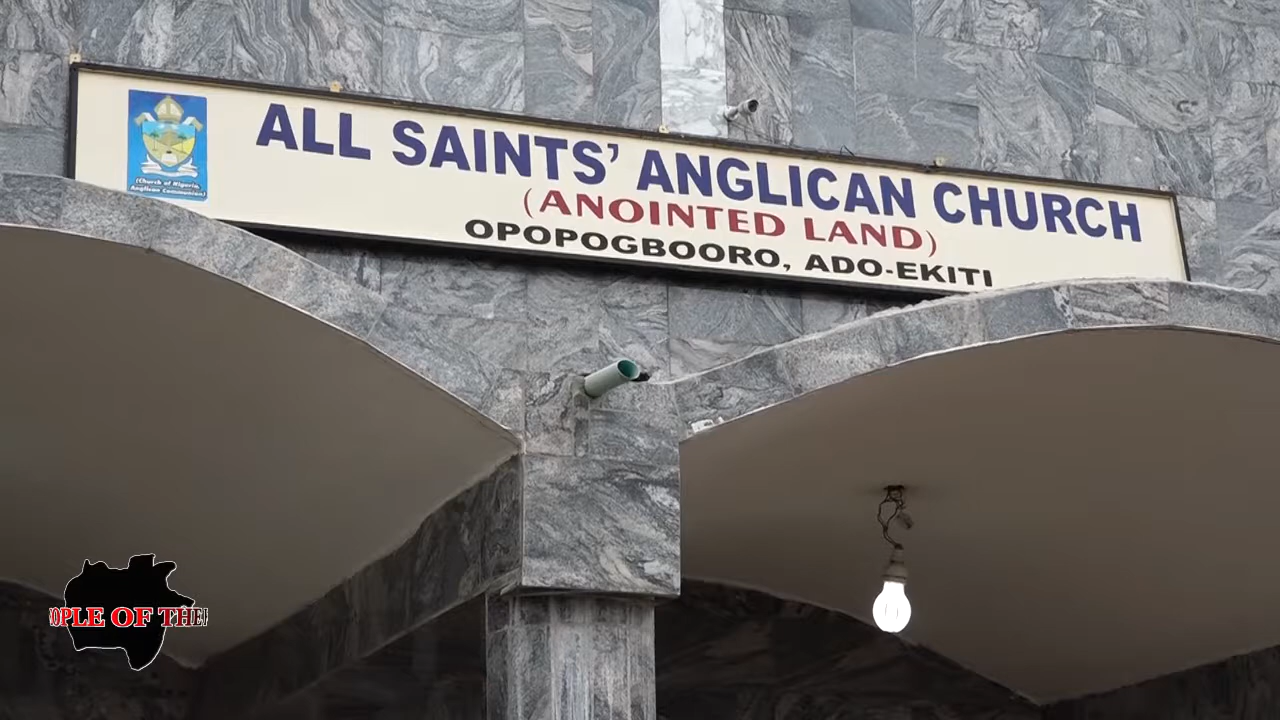 ALL SAINTS' ANGLICAN CHURCH
(ANOINTED LAND)
OPOPOGBOORO, ADO-EKITI
(Church of Nigeria,
Anglican Communion)
OPLE OF THE